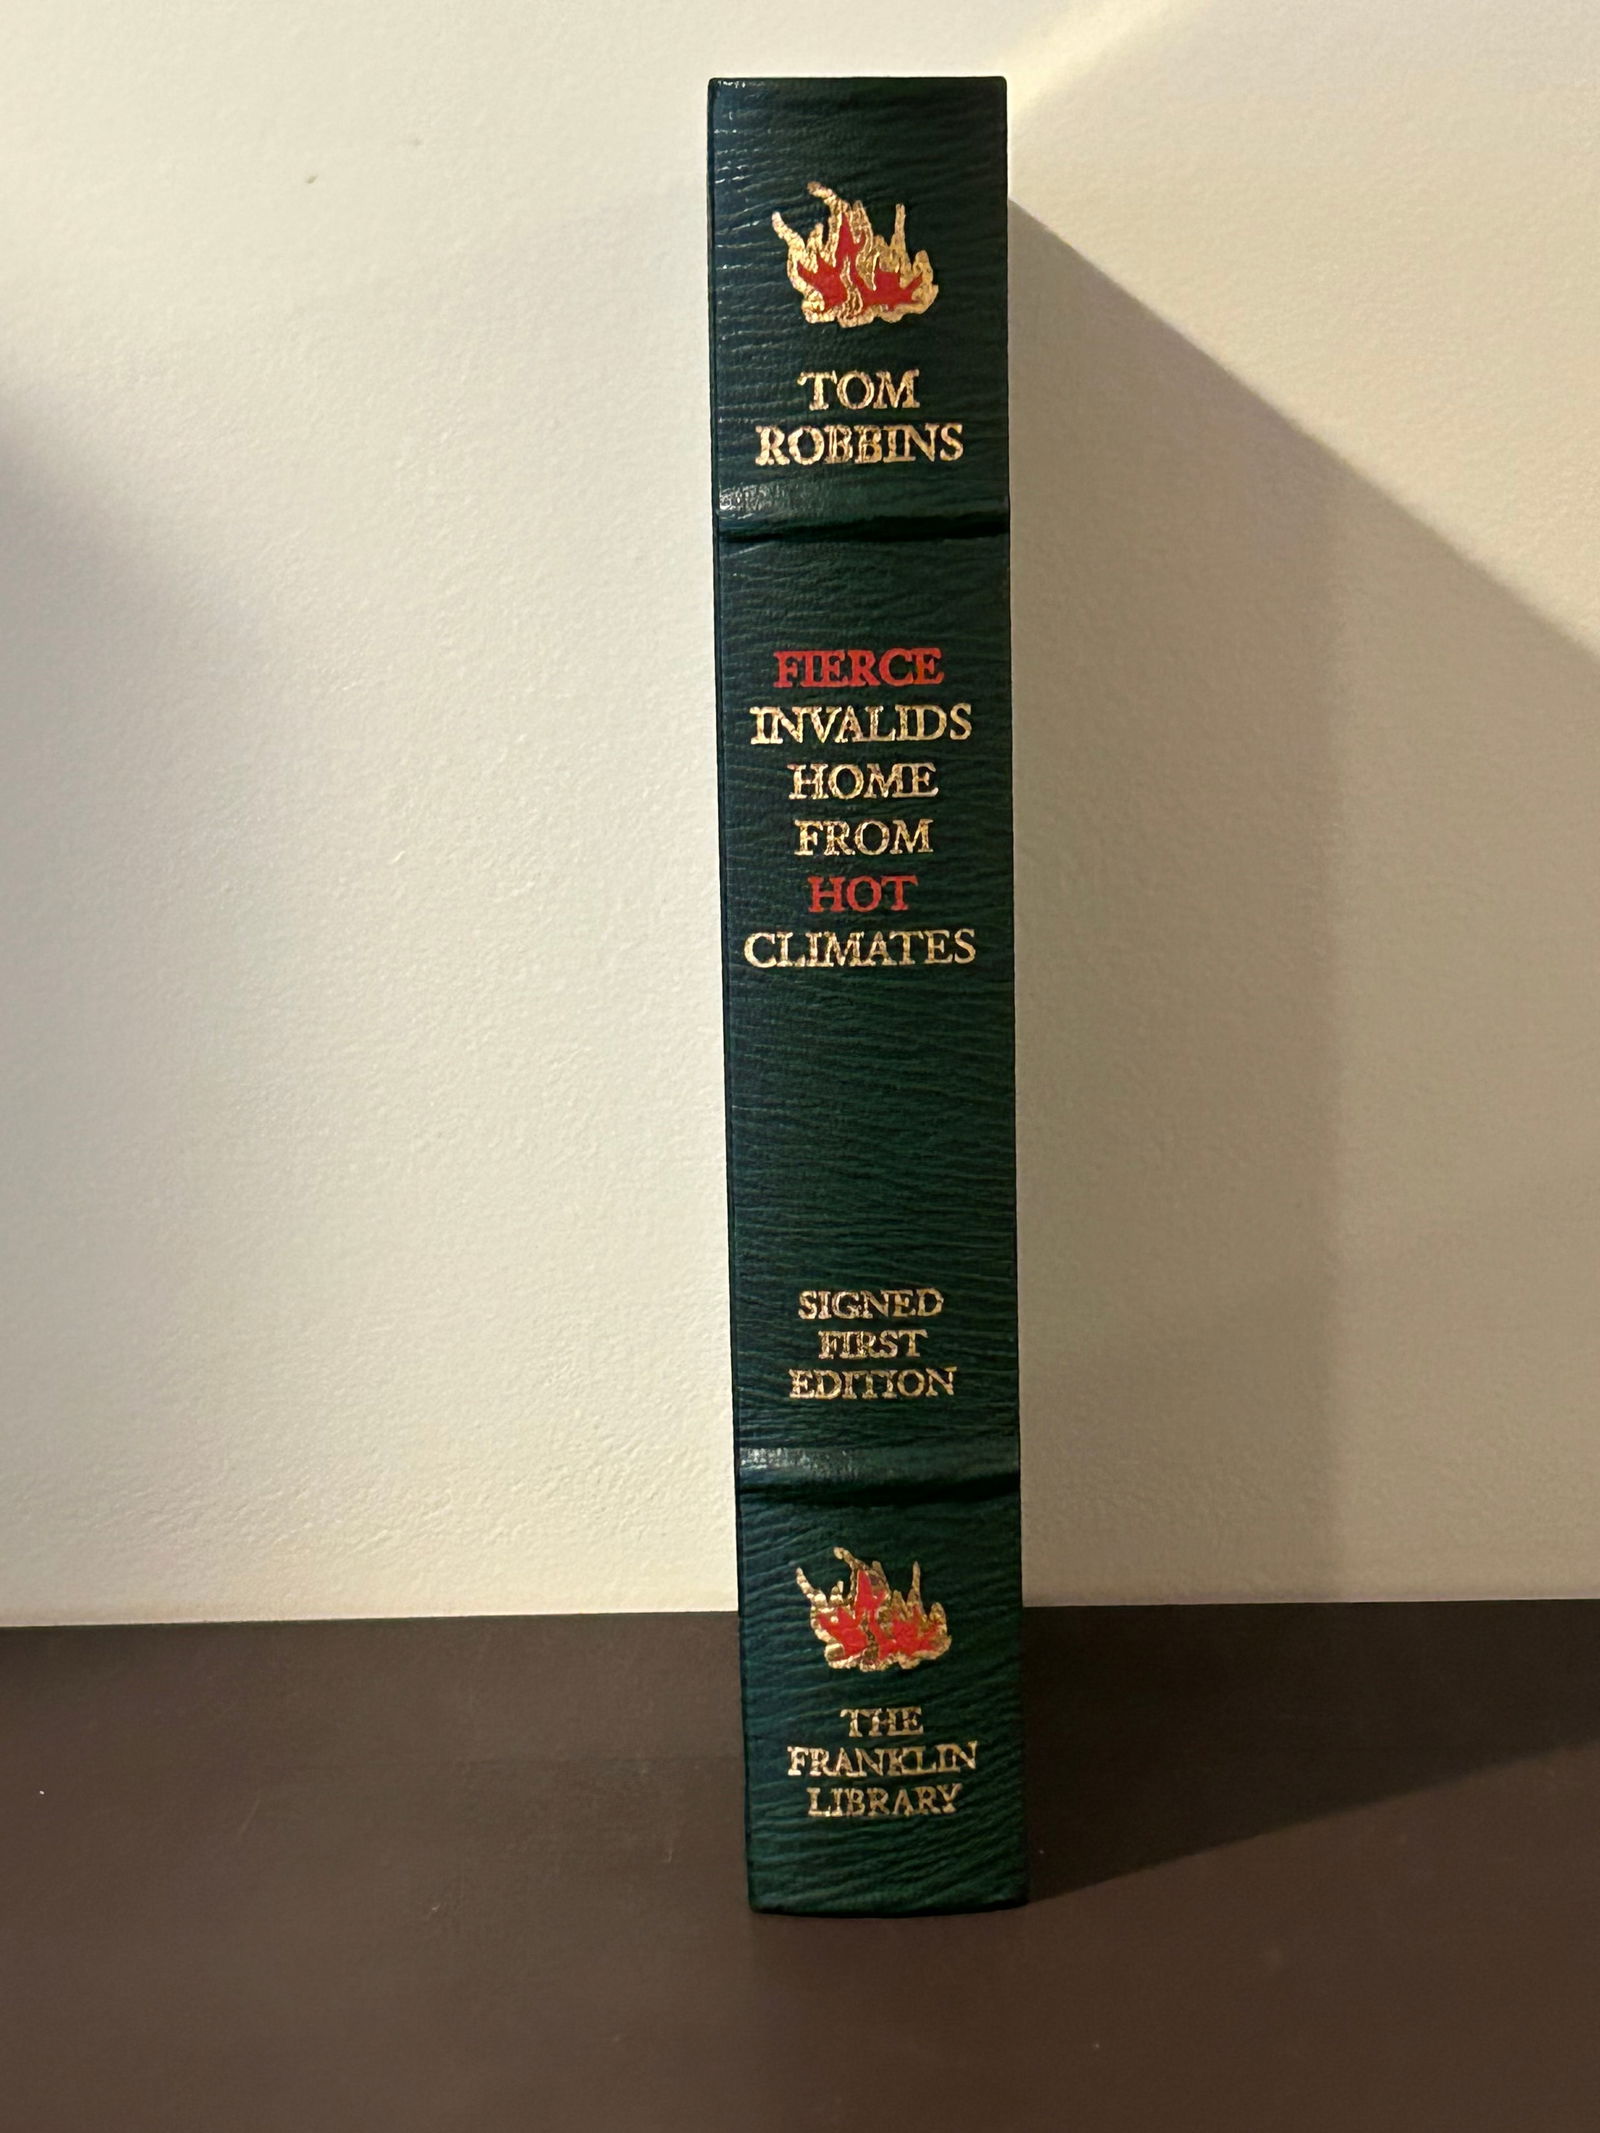 TOM
ROBBINS
FIERCE
INVALIDS
HOME
FROM
HOT
CLIMATES
SIGNED
FIRST
EDITION
THE
FRANKLIN
LIBRARY